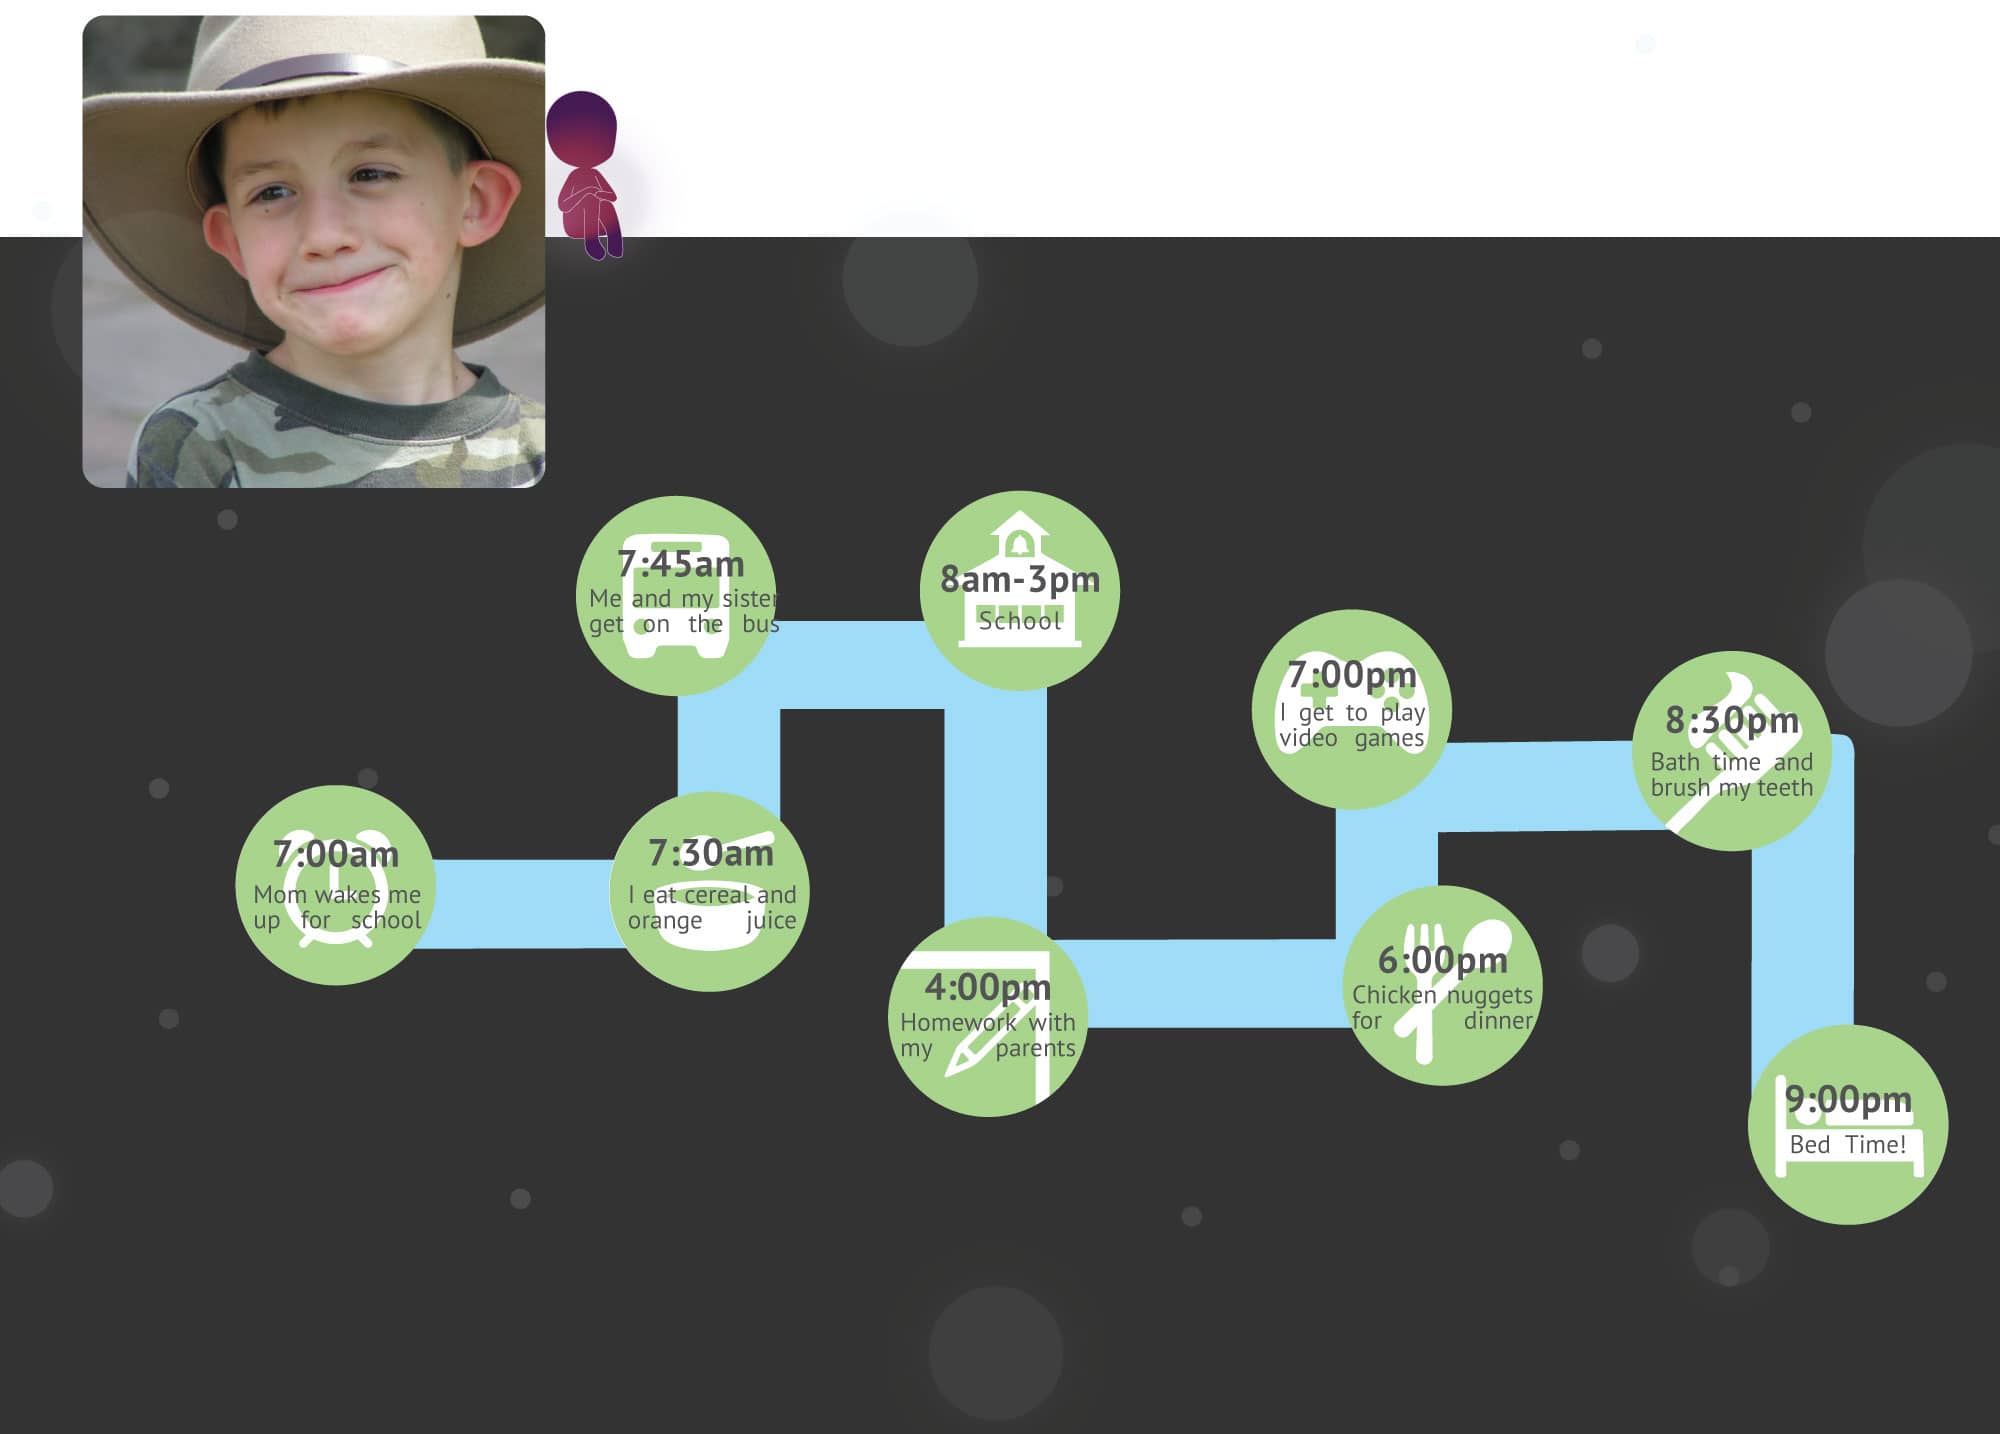 7:00am
Mom wakes me
up for school
7:30am
I eat cereal and
orange juice
7:45am
Me and my sister
get on the bus
8am-3pm
School
4:00pm
Homework with
my parents
6:00pm
Chicken nuggets
for dinner
7:00pm
I get to play
video games
8:30pm
Bath time and
brush my teeth
9:00pm
Bed Time!